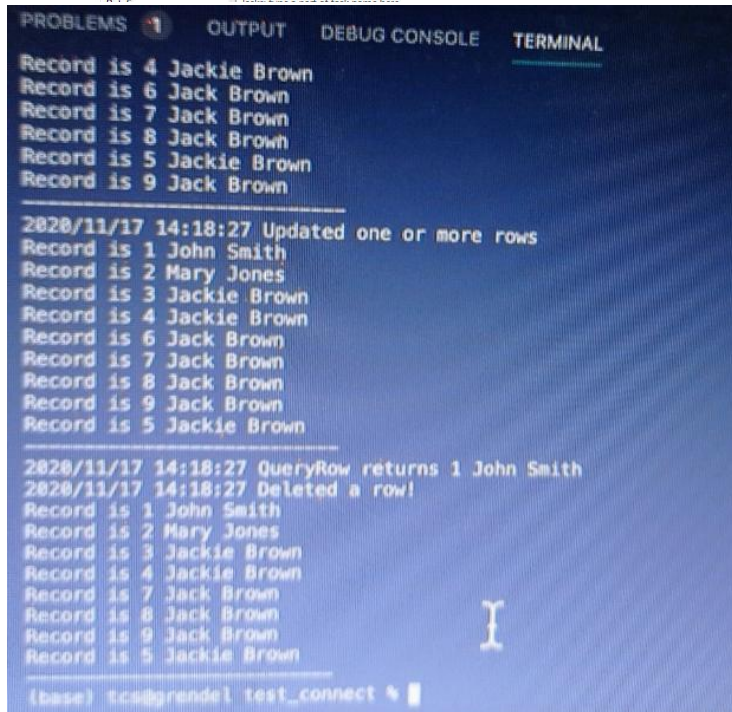 PROBLEMS 1 OUTPUT DEBUG CONSOLE TERMINAL
Record is 4 Jackie Brown
Record is 6 Jack Brown
Record is 7 Jack Brown
Record is 8 Jack Brown
Record is 5 Jackie Brown
Record is 9 Jack Brown
2020/11/17 14:18:27 Updated one or more rows
Record is 1 John Smith
Record is 2 Mary Jones
Record is 3 Jackie Brown
Record is 4 Jackie Brown
Record is 6 Jack Brown
Record is 7 Jack Brown
Record is 8 Jack Brown
Record is 9 Jack Brown
Record is 5 Jackie Brown
2020/11/17 14:18:27 QueryRow returns 1 John Smith
2020/11/17 14:18:27 Deleted a row!
Record is 1 John Smith
Record is 2 Mary Jones
Record is 3 Jackie Brown
Record is 4 Jackie Brown
Record is 7 Jack Brown
Record is 8 Jack Brown
Record is 9 Jack Brown
Record is 5 Jackie Brown
(base) tcs@grendel test_connect %